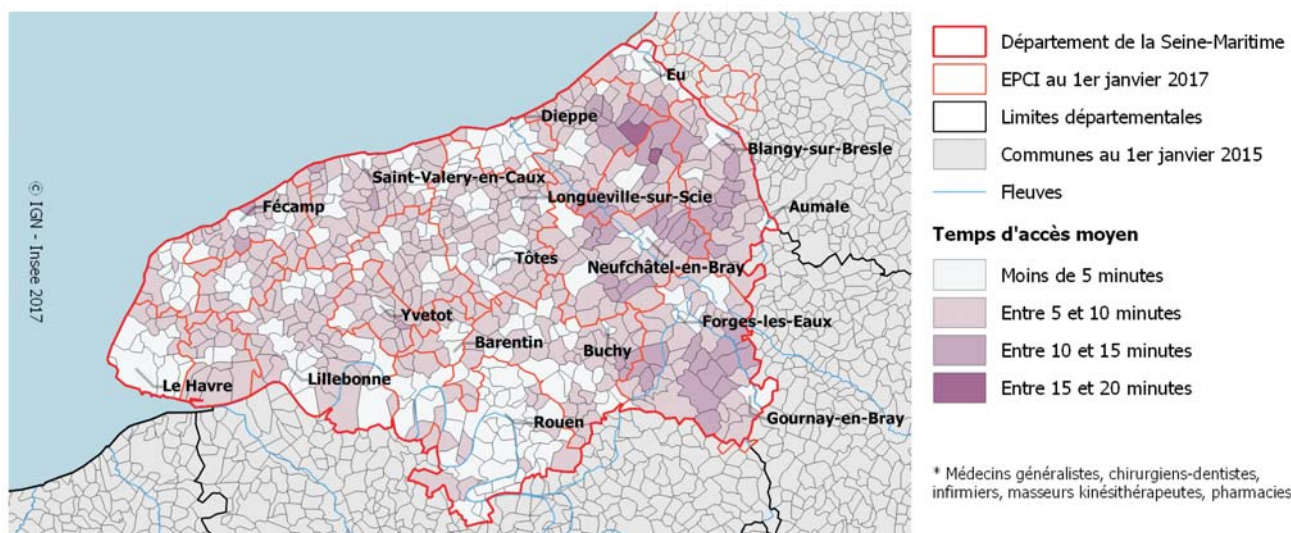 Eu
Dieppe
Blangy-sur-Bresle
Saint-Valery-en-Caux
Longueville-sur-Scie
Aumale
Fécamp
Tôtes
Neufchâtel-en-Bray
Yvetot
Forges-les-Eaux
Barentin
Buchy
Le Havre
Lillebonne
Rouen
Gournay-en-Bray
© IGN - Insee 2017
Département de la Seine-Maritime
EPCI au 1er janvier 2017
Limites départementales
Communes au 1er janvier 2015
Fleuves
Temps d'accès moyen
Moins de 5 minutes
Entre 5 et 10 minutes
Entre 10 et 15 minutes
Entre 15 et 20 minutes
* Médecins généralistes, chirurgiens-dentistes,
infirmiers, masseurs kinésithérapeutes, pharmacies